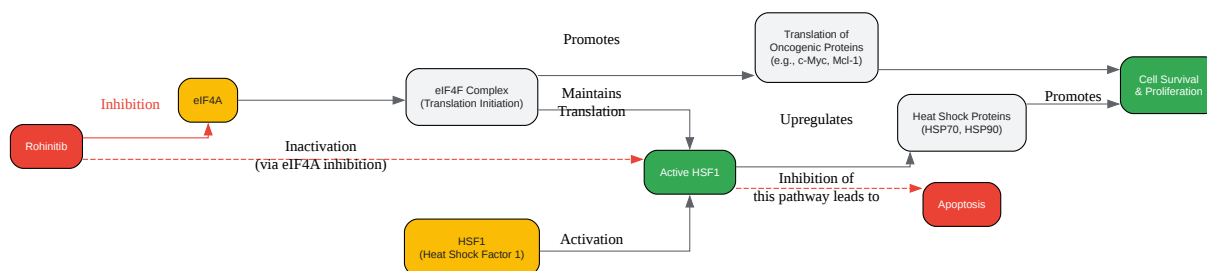 Rohinitib
Inhibition
eIF4A
Inactivation
(via eIF4A inhibition)
eIF4F Complex
(Translation Initiation)
HSF1
(Heat Shock Factor 1)
Promotes
Maintains
Translation
Activation
Active HSF1
Translation of
Oncogenic Proteins
(e.g., c-Myc, Mcl-1)
Upregulates
Inhibition of
this pathway leads to
Heat Shock Proteins
(HSP70, HSP90)
Apoptosis
Promotes
Cell Survival
& Proliferation